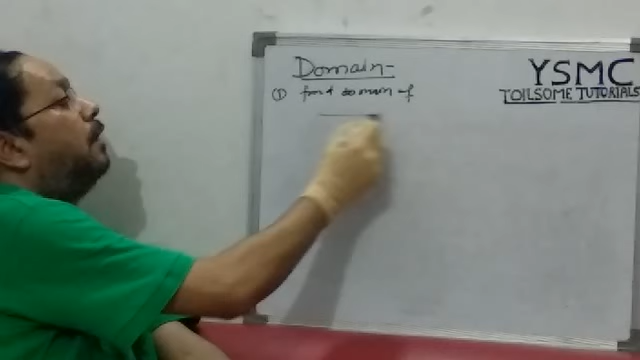 Domain-
① find domain of
YSMC
TOILSOME TUTORIALS